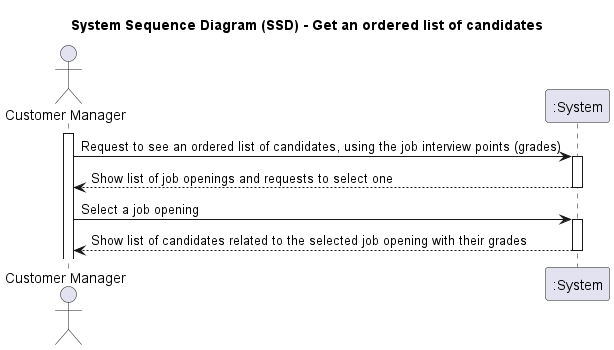 System Sequence Diagram (SSD) - Get an ordered list of candidates
Customer Manager
:System
Request to see an ordered list of candidates, using the job interview points (grades)
Show list of job openings and requests to select one
Select a job opening
Show list of candidates related to the selected job opening with their grades
Customer Manager
:System